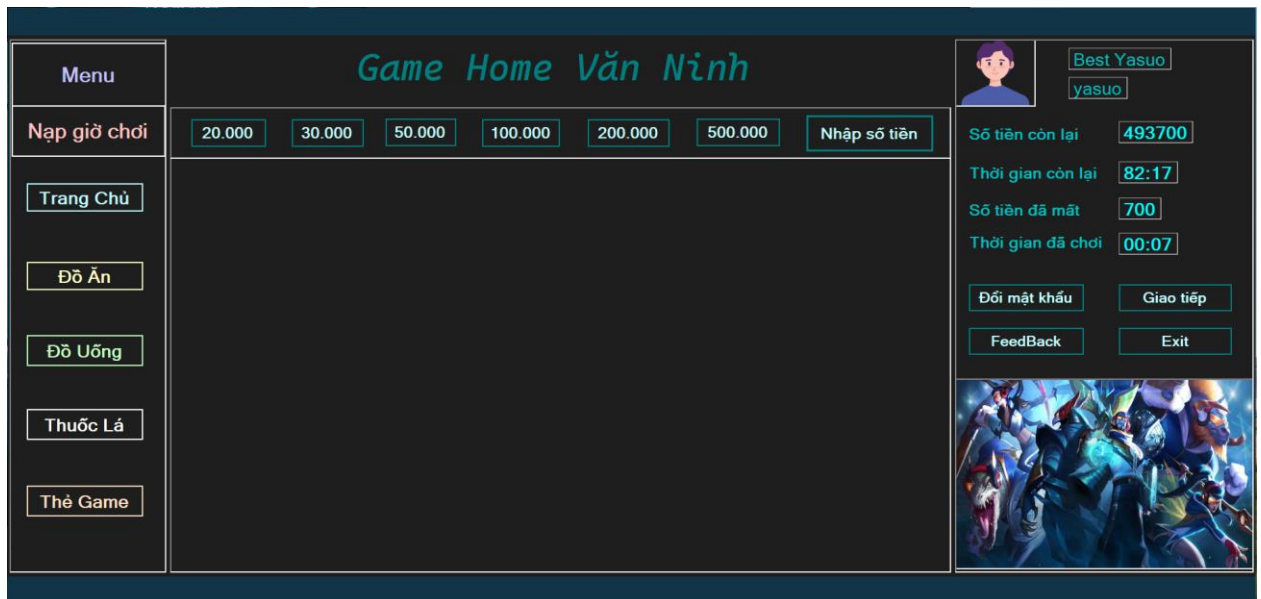 Menu
Nạp giờ chơi
Trang Chủ
Đồ Ăn
Đồ Uống
Thuốc Lá
Thẻ Game
Game Home Văn Ninh
20.000 30.000 50.000 100.000 200.000 500.000 Nhập số tiền
Best Yasuo
yasuo
Số tiền còn lại 493700
Thời gian còn lại 82:17
Số tiền đã mất 700
Thời gian đã chơi 00:07
Đổi mật khẩu Giao tiếp
FeedBack Exit